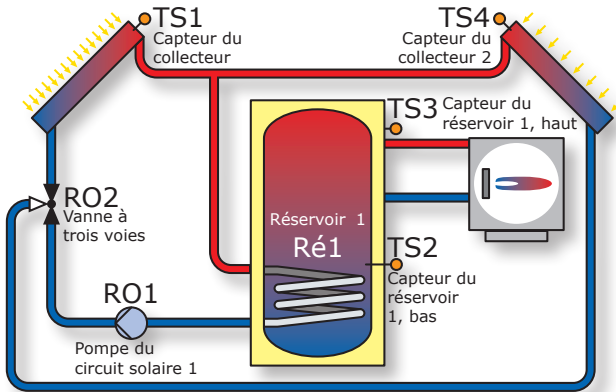 TS1
Capteur du
collecteur
TS4
Capteur du
collecteur 2
TS3
Capteur du
réservoir 1, haut
RO2
Vanne à
trois voies
Réservoir 1
Ré1
TS2
Capteur du
réservoir
1, bas
RO1
Pompe du
circuit solaire 1